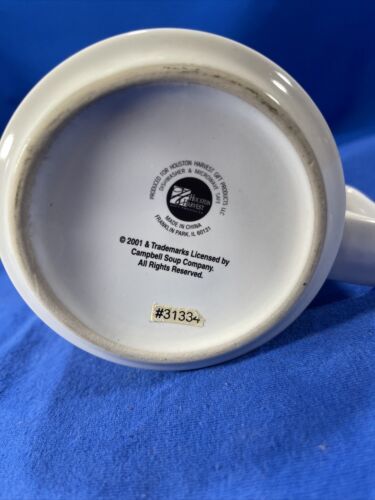 PRODUCED FOR HOUSTON HARVEST GIFT PRODUCTS, LLC
DISHWASHER & MICROWAVE SAFE
HOUSTON
HARVEST
MADE IN CHINA
FRANKLIN PARK, IL 60131
© 2001 & Trademarks Licensed by
Campbell Soup Company.
All Rights Reserved.
#31334